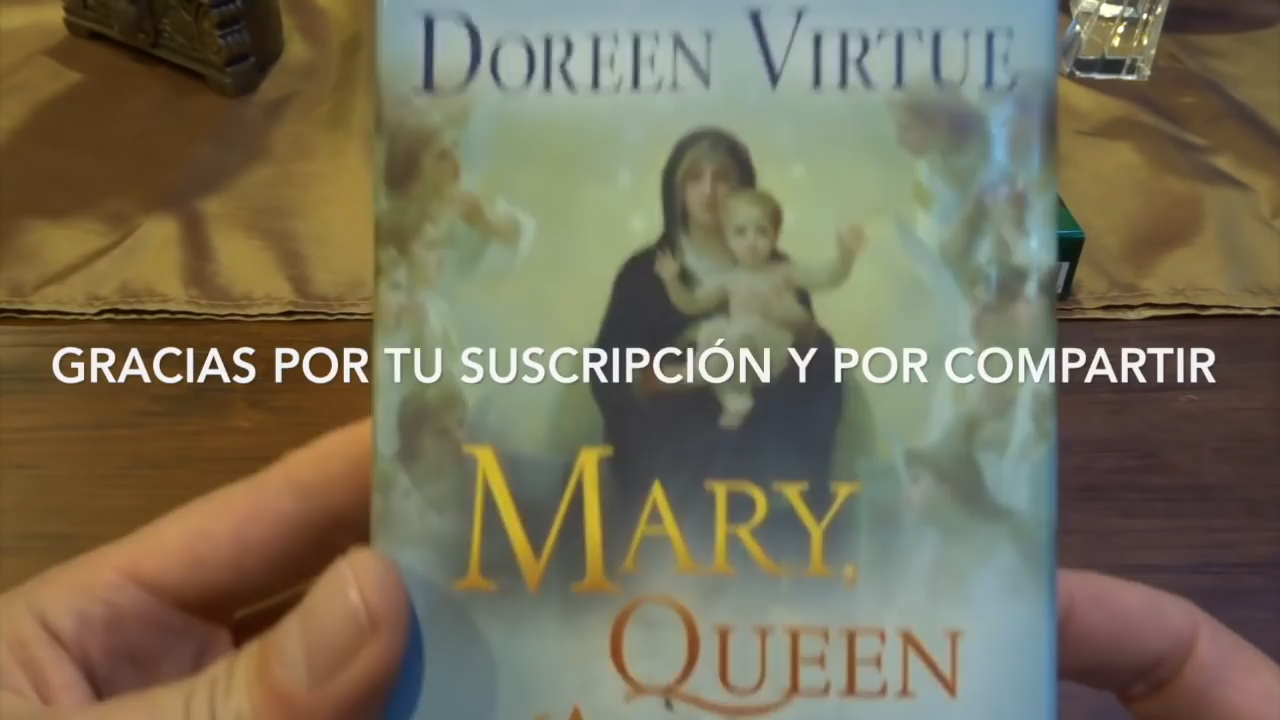 DOREEN VIRTUE
GRACIAS POR TU SUSCRIPCIÓN Y POR COMPARTIR
MARY,
QUEEN